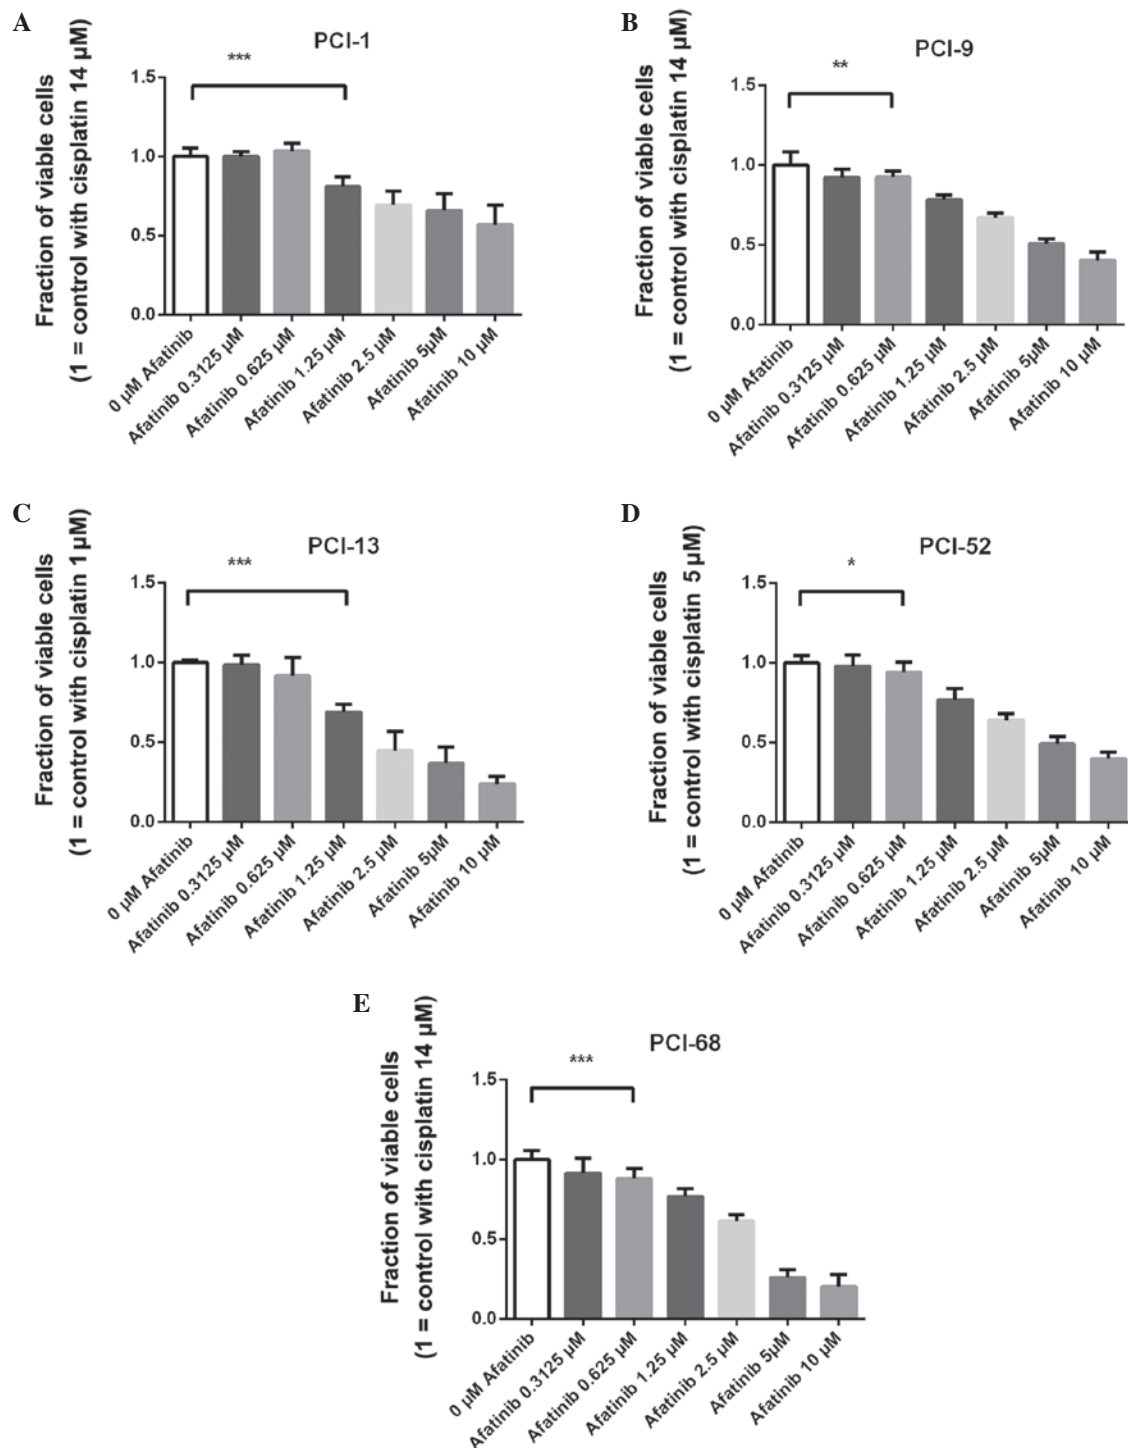 A
PCI-1
***
Fraction of viable cells
(1 = control with cisplatin 14 µM)
1.5
1.0
0.5
0.0
0 µM Afatinib
Afatinib 0.3125 µM
Afatinib 0.625 µM
Afatinib 1.25 µM
Afatinib 2.5 µM
Afatinib 5µM
Afatinib 10 µM
B
PCI-9
**
Fraction of viable cells
(1 = control with cisplatin 14 µM)
1.5
1.0
0.5
0.0
0 µM Afatinib
Afatinib 0.3125 µM
Afatinib 0.625 µM
Afatinib 1.25 µM
Afatinib 2.5 µM
Afatinib 5µM
Afatinib 10 µM
C
PCI-13
***
Fraction of viable cells
(1 = control with cisplatin 1 µM)
1.5
1.0
0.5
0.0
0 µM Afatinib
Afatinib 0.3125 µM
Afatinib 0.625 µM
Afatinib 1.25 µM
Afatinib 2.5 µM
Afatinib 5µM
Afatinib 10 µM
D
PCI-52
*
Fraction of viable cells
(1 = control with cisplatin 5 µM)
1.5
1.0
0.5
0.0
0 µM Afatinib
Afatinib 0.3125 µM
Afatinib 0.625 µM
Afatinib 1.25 µM
Afatinib 2.5 µM
Afatinib 5µM
Afatinib 10 µM
E
PCI-68
***
Fraction of viable cells
(1 = control with cisplatin 14 µM)
1.5
1.0
0.5
0.0
0 µM Afatinib
Afatinib 0.3125 µM
Afatinib 0.625 µM
Afatinib 1.25 µM
Afatinib 2.5 µM
Afatinib 5µM
Afatinib 10 µM